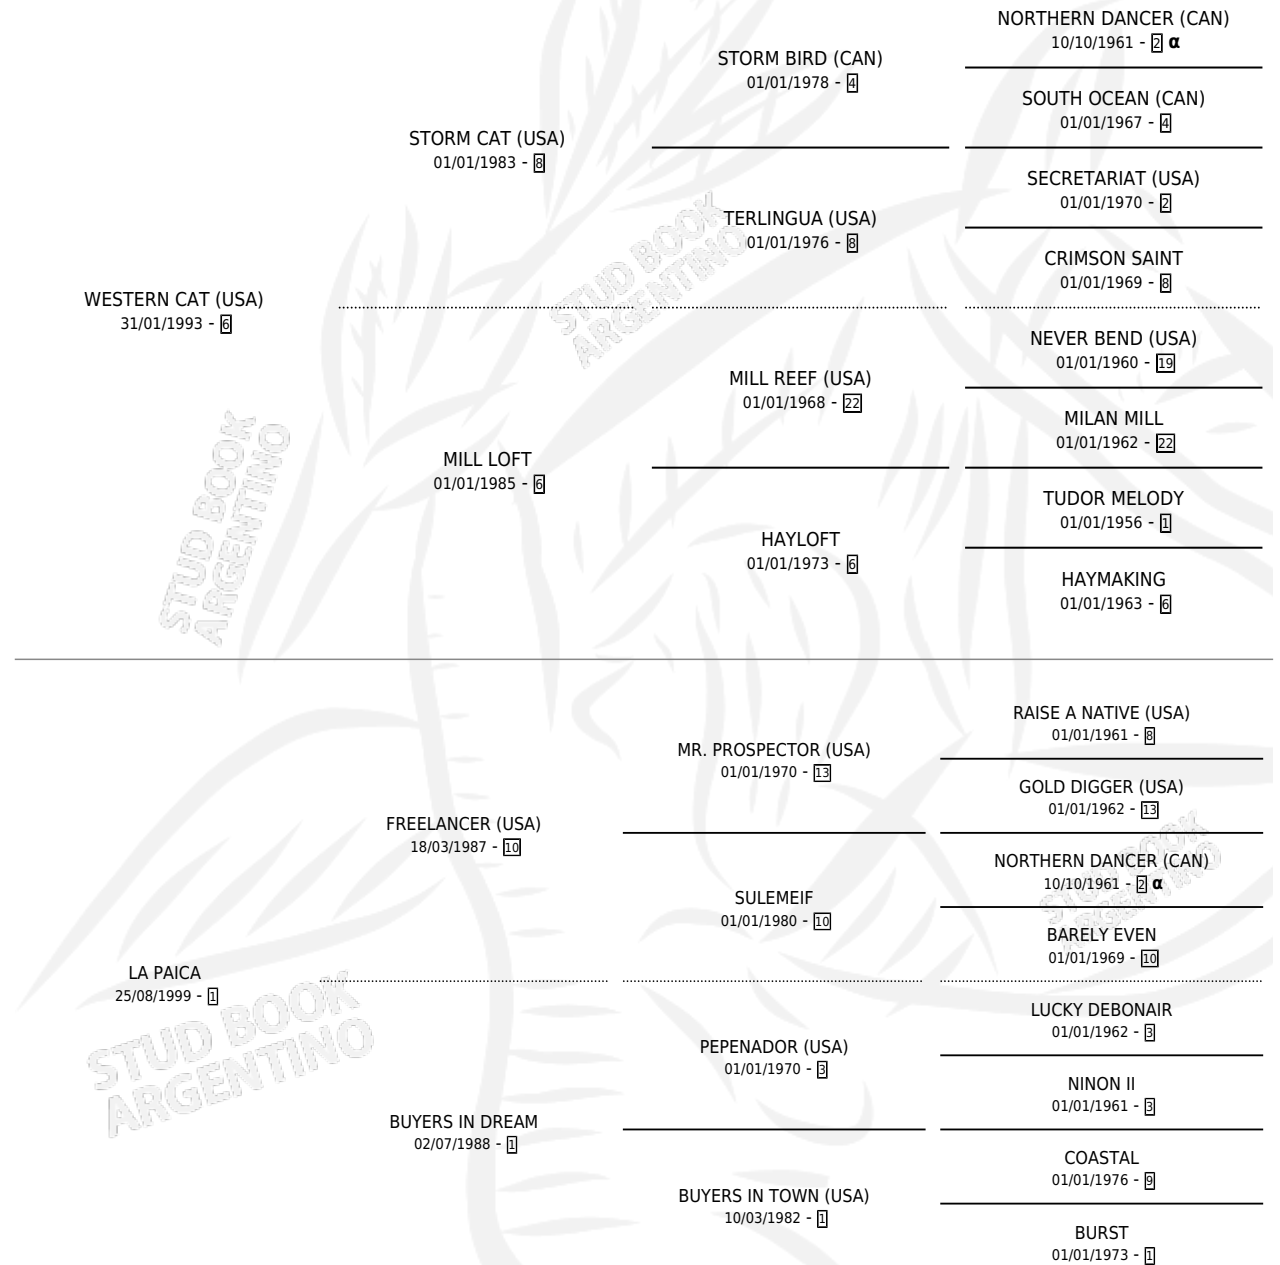 NORTHERN DANCER (CAN)
10/10/1961 - 2 α
STORM BIRD (CAN)
01/01/1978 - 4
SOUTH OCEAN (CAN)
01/01/1967 - 4
STORM CAT (USA)
01/01/1983 - 8
SECRETARIAT (USA)
01/01/1970 - 2
TERLINGUA (USA)
01/01/1976 - 8
CRIMSON SAINT
01/01/1969 - 8
WESTERN CAT (USA)
31/01/1993 - 6
NEVER BEND (USA)
01/01/1960 - 19
MILL REEF (USA)
01/01/1968 - 22
MILAN MILL
01/01/1962 - 22
MILL LOFT
01/01/1985 - 6
TUDOR MELODY
01/01/1956 - 1
HAYLOFT
01/01/1973 - 6
HAYMAKING
01/01/1963 - 6
RAISE A NATIVE (USA)
01/01/1961 - 8
MR. PROSPECTOR (USA)
01/01/1970 - 13
GOLD DIGGER (USA)
01/01/1962 - 13
FREELANCER (USA)
18/03/1987 - 10
NORTHERN DANCER (CAN)
10/10/1961 - 2 α
SULEMEIF
01/01/1980 - 10
BARELY EVEN
01/01/1969 - 10
LA PAICA
25/08/1999 - 1
LUCKY DEBONAIR
01/01/1962 - 3
PEPENADOR (USA)
01/01/1970 - 3
NINON II
01/01/1961 - 3
BUYERS IN DREAM
02/07/1988 - 1
COASTAL
01/01/1976 - 9
BUYERS IN TOWN (USA)
10/03/1982 - 1
BURST
01/01/1973 - 1
STUD BOOK
ARGENTINO
STUD BOOK
ARGENTINO
STUD BOOK
ARGENTINO
STUD BOOK
ARGENTINO